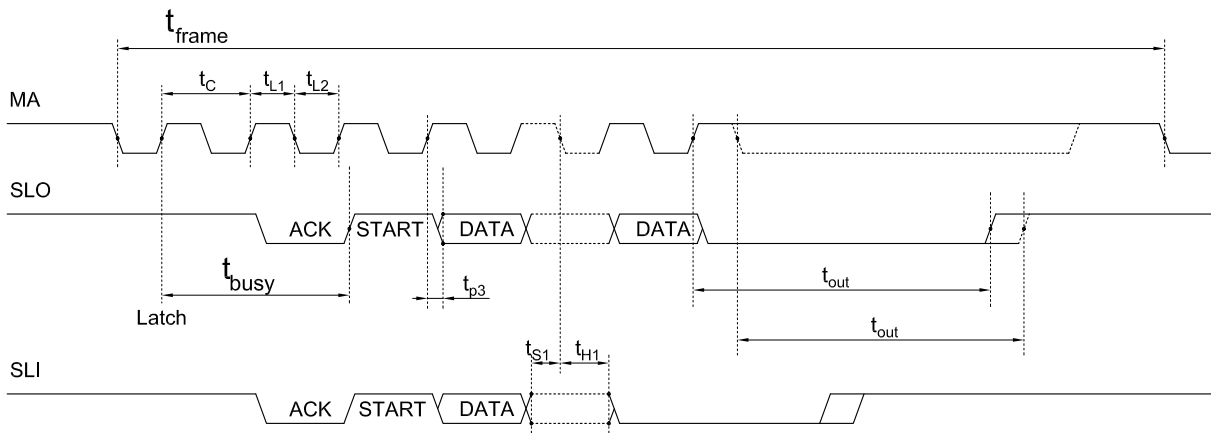 t_frame
t_C t_L1 t_L2
MA
SLO
ACK START DATA DATA
t_busy
t_p3
t_out
Latch
t_out
t_S1 t_H1
SLI
ACK START DATA